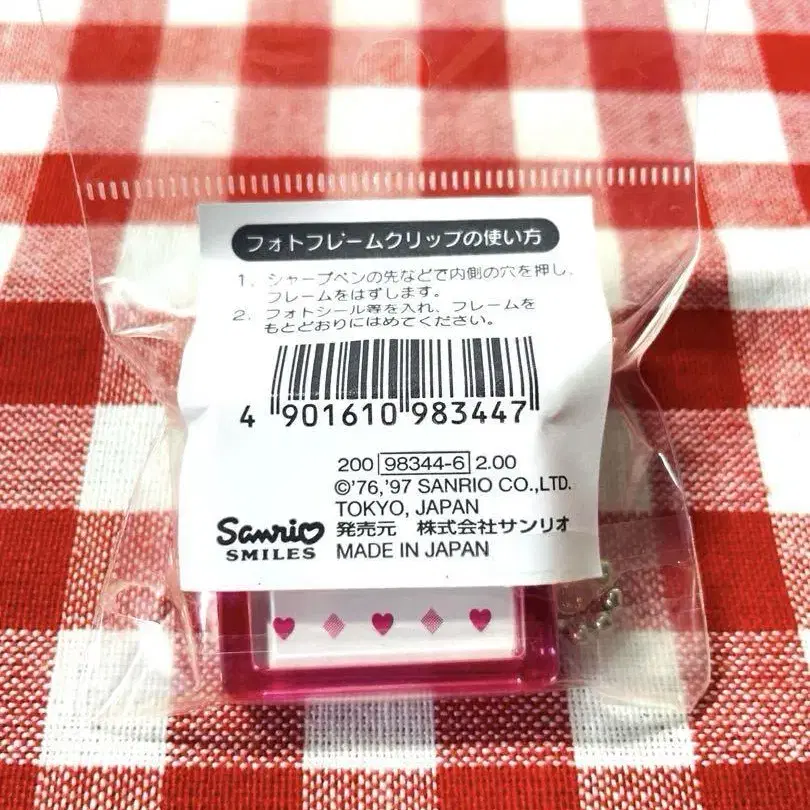 フォトフレームクリップの使い方
1. シャープペンの先などで内側の穴を押し、
フレームをはずします。
2. フォトシール等を入れ、フレームを
もとどおりにはめてください。
4 901610 983447
200 98344-6 2.00
©'76,'97 SANRIO CO.,LTD.
TOKYO, JAPAN
発売元 株式会社サンリオ
MADE IN JAPAN
Sanrio
SMILES